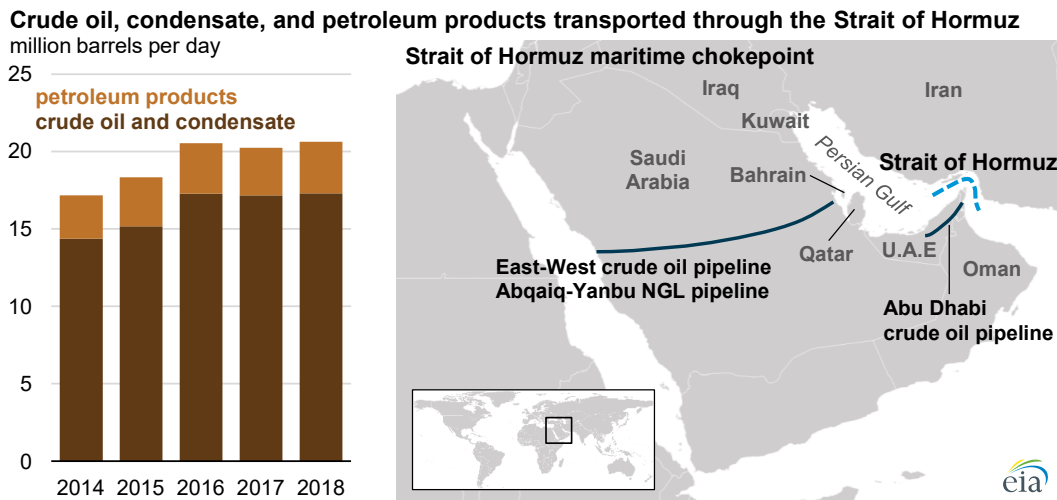 Crude oil, condensate, and petroleum products transported through the Strait of Hormuz
million barrels per day
25
petroleum products
crude oil and condensate
20
15
10
5
0
2014 2015 2016 2017 2018
Strait of Hormuz maritime chokepoint
Iraq
Iran
Kuwait
Persian Gulf
Strait of Hormuz
Saudi
Arabia
Bahrain
Qatar
U.A.E
Oman
East-West crude oil pipeline
Abqaiq-Yanbu NGL pipeline
Abu Dhabi
crude oil pipeline
eia